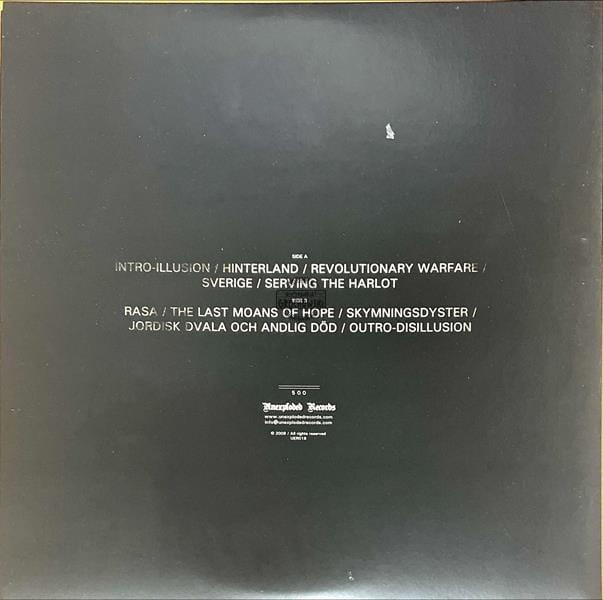 SIDE A
INTRO-ILLUSION / HINTERLAND / REVOLUTIONARY WARFARE /
SVERIGE / SERVING THE HARLOT
SIDE B
RASA / THE LAST MOANS OF HOPE / SKYMNINGSDYSTER /
JORDISK DVALA OCH ANDLIG DÖD / OUTRO-DISILLUSION
500
Unexploded Records
www.unexplodedrecords.com
info@unexplodedrecords.com
© 2008 / All rights reserved
UER018